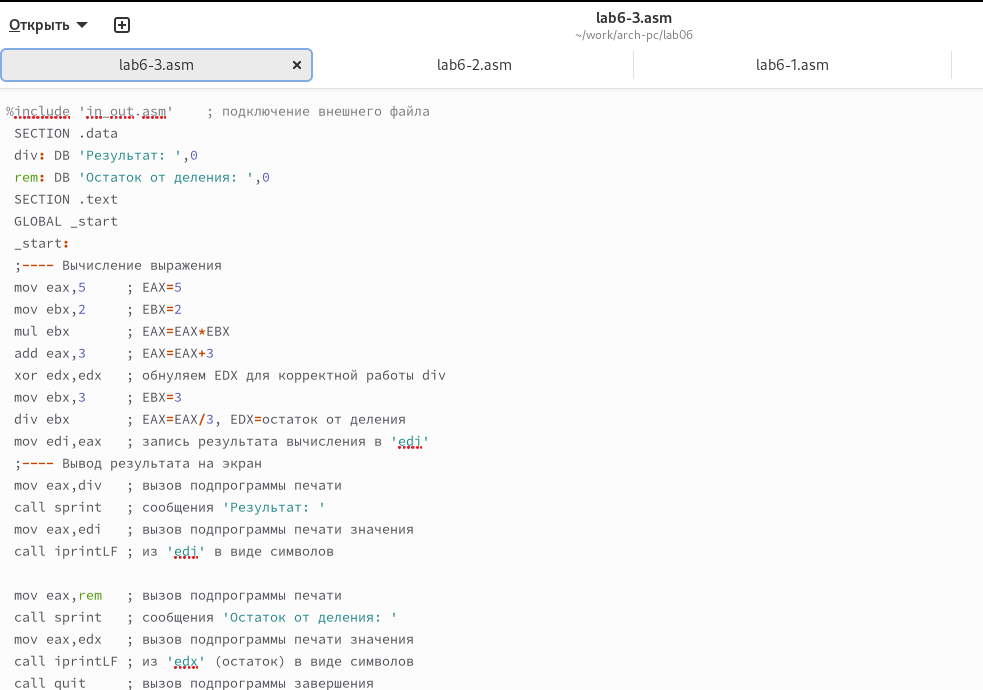 Открыть
lab6-3.asm
~/work/arch-pc/lab06
lab6-3.asm
lab6-2.asm
lab6-1.asm
%include 'in_out.asm'    ; подключение внешнего файла
SECTION .data
div: DB 'Результат: ',0
rem: DB 'Остаток от деления: ',0
SECTION .text
GLOBAL _start
_start:
;---- Вычисление выражения
mov eax,5     ; EAX=5
mov ebx,2     ; EBX=2
mul ebx       ; EAX=EAX*EBX
add eax,3     ; EAX=EAX+3
xor edx,edx   ; обнуляем EDX для корректной работы div
mov ebx,3     ; EBX=3
div ebx       ; EAX=EAX/3, EDX=остаток от деления
mov edi,eax   ; запись результата вычисления в 'edi'
;---- Вывод результата на экран
mov eax,div   ; вызов подпрограммы печати
call sprint   ; сообщения 'Результат: '
mov eax,edi   ; вызов подпрограммы печати значения
call iprintLF ; из 'edi' в виде символов
mov eax,rem   ; вызов подпрограммы печати
call sprint   ; сообщения 'Остаток от деления: '
mov eax,edx   ; вызов подпрограммы печати значения
call iprintLF ; из 'edx' (остаток) в виде символов
call quit     ; вызов подпрограммы завершения